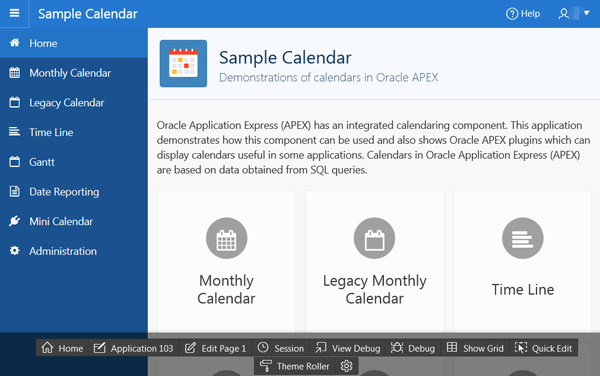 Sample Calendar
Help
Home
Monthly Calendar
Legacy Calendar
Time Line
Gantt
Date Reporting
Mini Calendar
Administration
Sample Calendar
Demonstrations of calendars in Oracle APEX
Oracle Application Express (APEX) has an integrated calendaring component. This application
demonstrates how this component can be used and also shows Oracle APEX plugins which can
display calendars useful in some applications. Calendars in Oracle Application Express (APEX)
are based on data obtained from SQL queries.
Monthly
Calendar
Legacy Monthly
Calendar
Time Line
Home Application 103 Edit Page 1 Session View Debug Debug Show Grid Quick Edit
Theme Roller